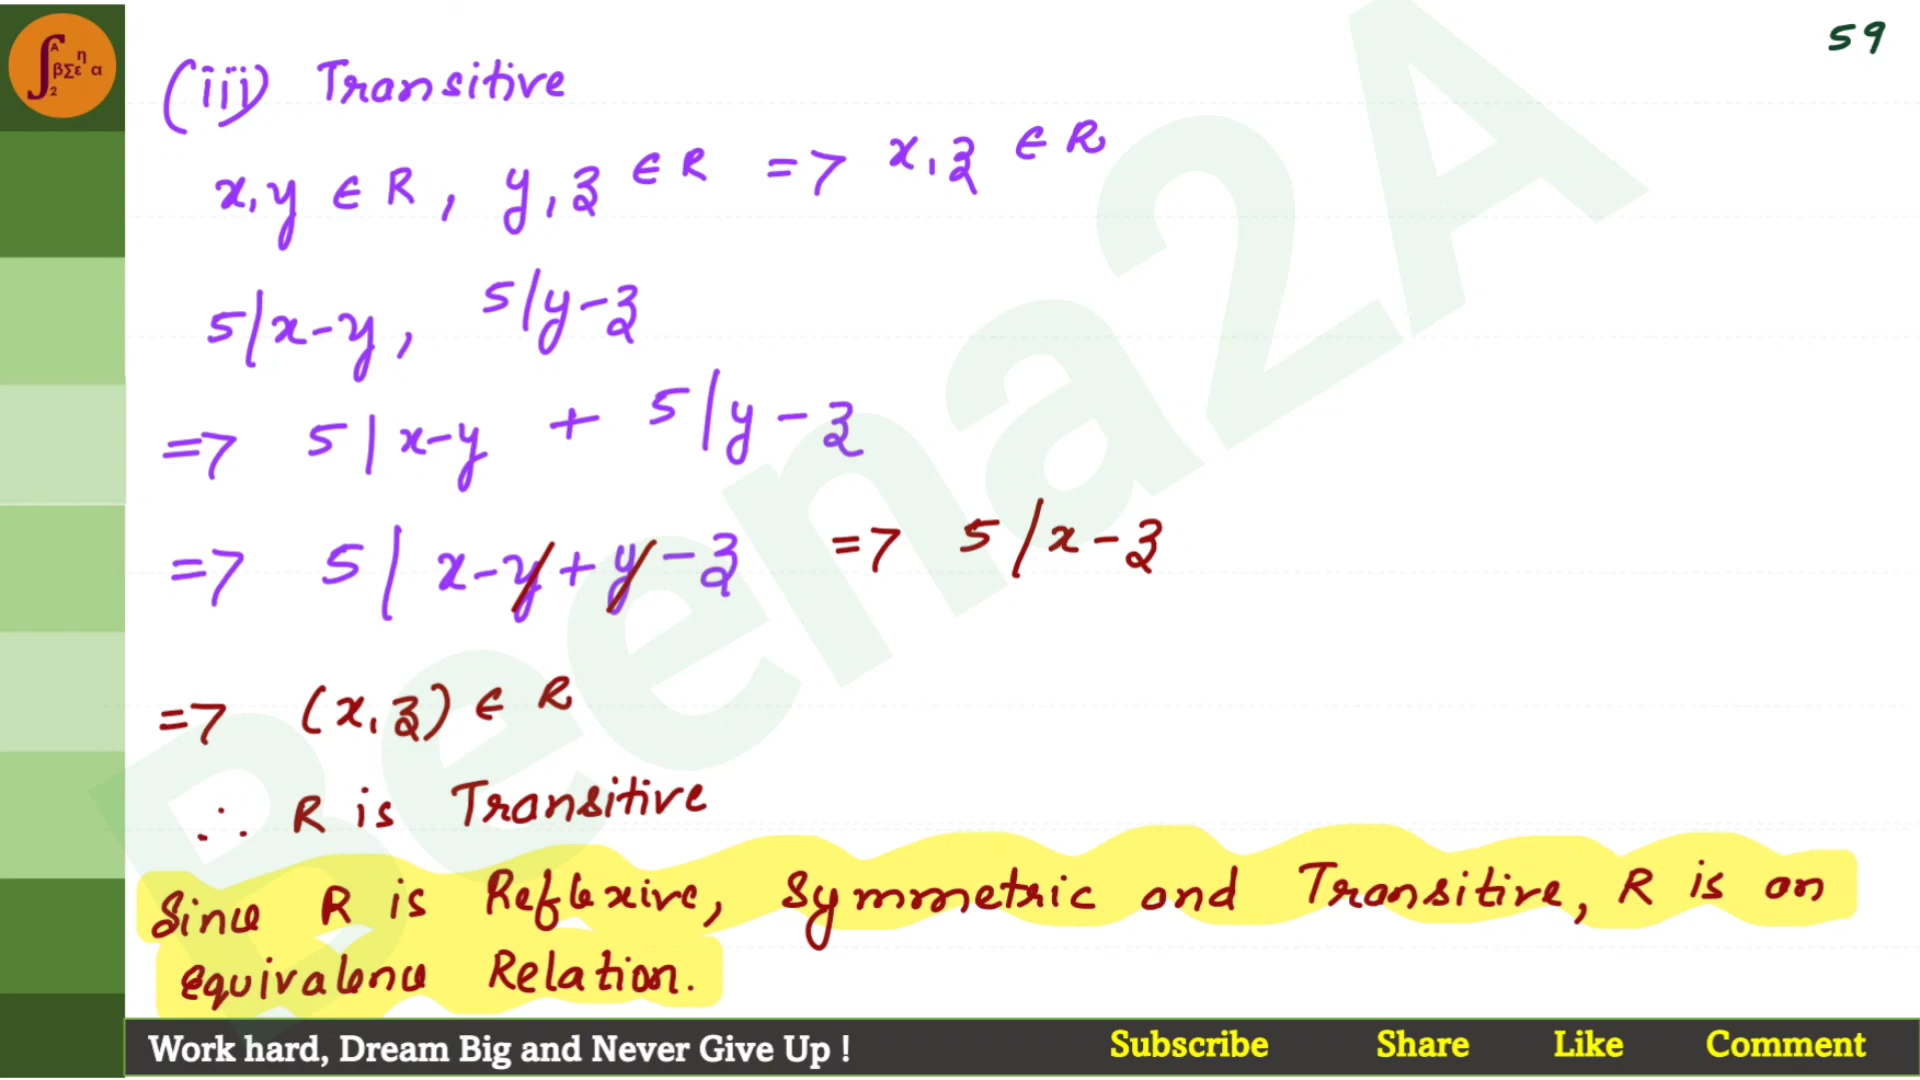 59
(iii) Transitive
x, y ∈ R, y, z ∈ R => x, z ∈ R
5|x-y, 5|y-z
=> 5|x-y + 5|y-z
=> 5|x-y+y-z => 5|x-z
=> (x, z) ∈ R
∴ R is Transitive
Since R is Reflexive, Symmetric and Transitive, R is an
equivalence Relation.
Beena2A
Work hard, Dream Big and Never Give Up ! Subscribe Share Like Comment